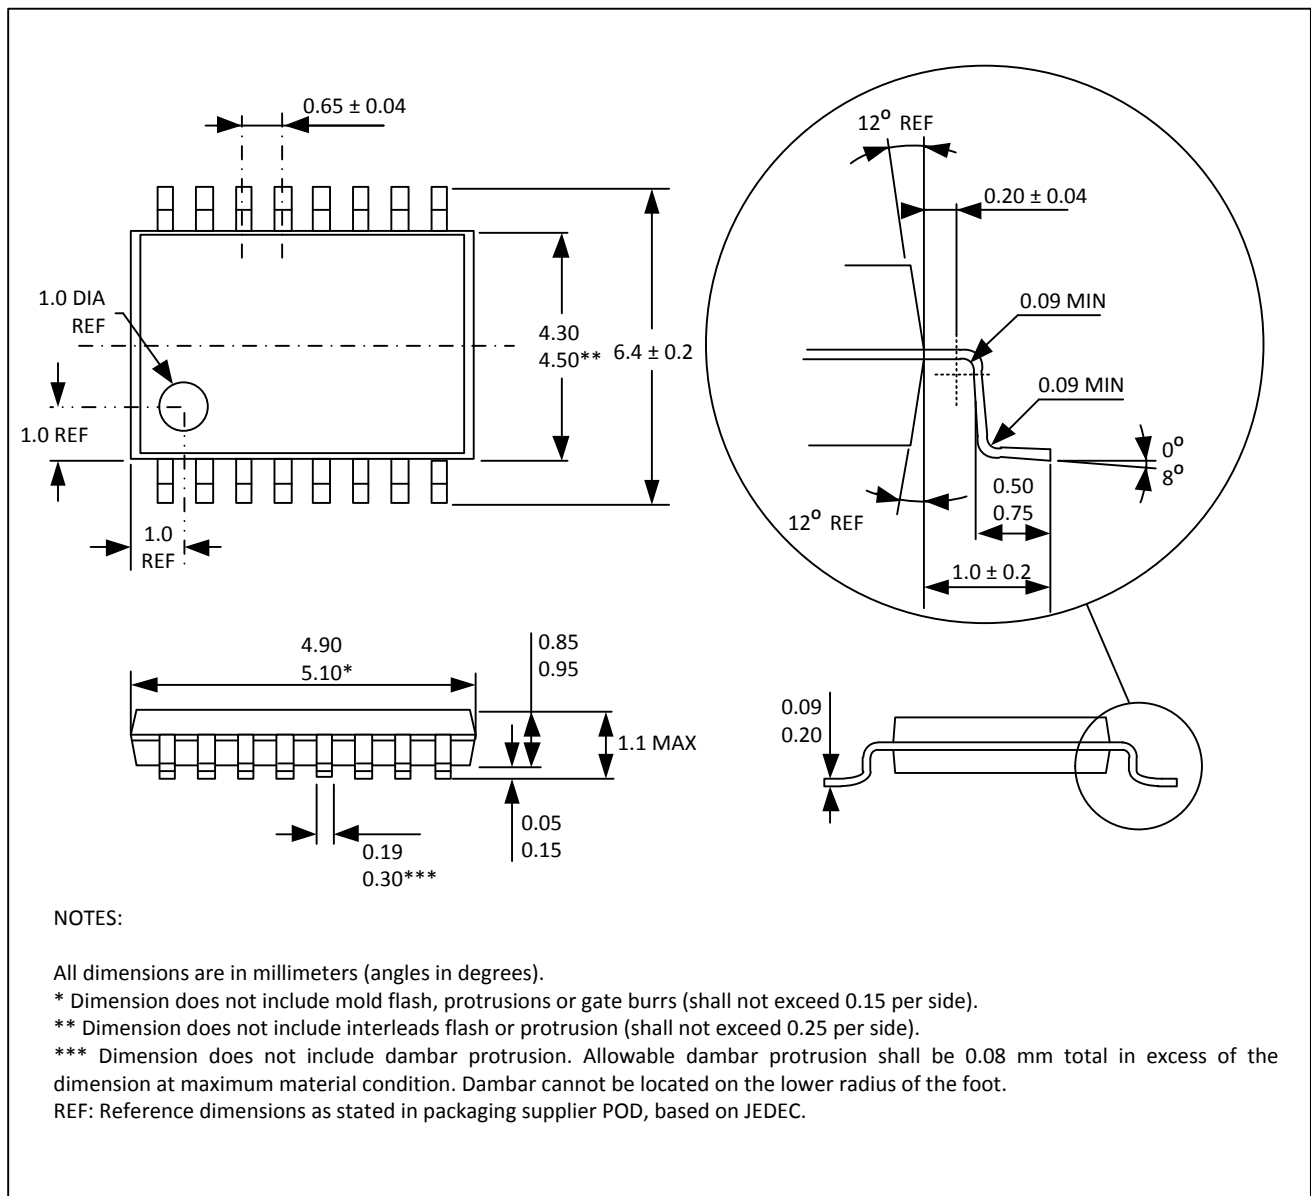 0.65 ± 0.04
12° REF
0.20 ± 0.04
1.0 DIA
REF
0.09 MIN
4.30
4.50**
6.4 ± 0.2
0.09 MIN
1.0 REF
0°
8°
0.50
0.75
12° REF
1.0
REF
1.0 ± 0.2
4.90
5.10*
0.85
0.95
0.09
0.20
1.1 MAX
0.05
0.15
0.19
0.30***
NOTES:
All dimensions are in millimeters (angles in degrees).
* Dimension does not include mold flash, protrusions or gate burrs (shall not exceed 0.15 per side).
** Dimension does not include interleads flash or protrusion (shall not exceed 0.25 per side).
*** Dimension does not include dambar protrusion. Allowable dambar protrusion shall be 0.08 mm total in excess of the
dimension at maximum material condition. Dambar cannot be located on the lower radius of the foot.
REF: Reference dimensions as stated in packaging supplier POD, based on JEDEC.